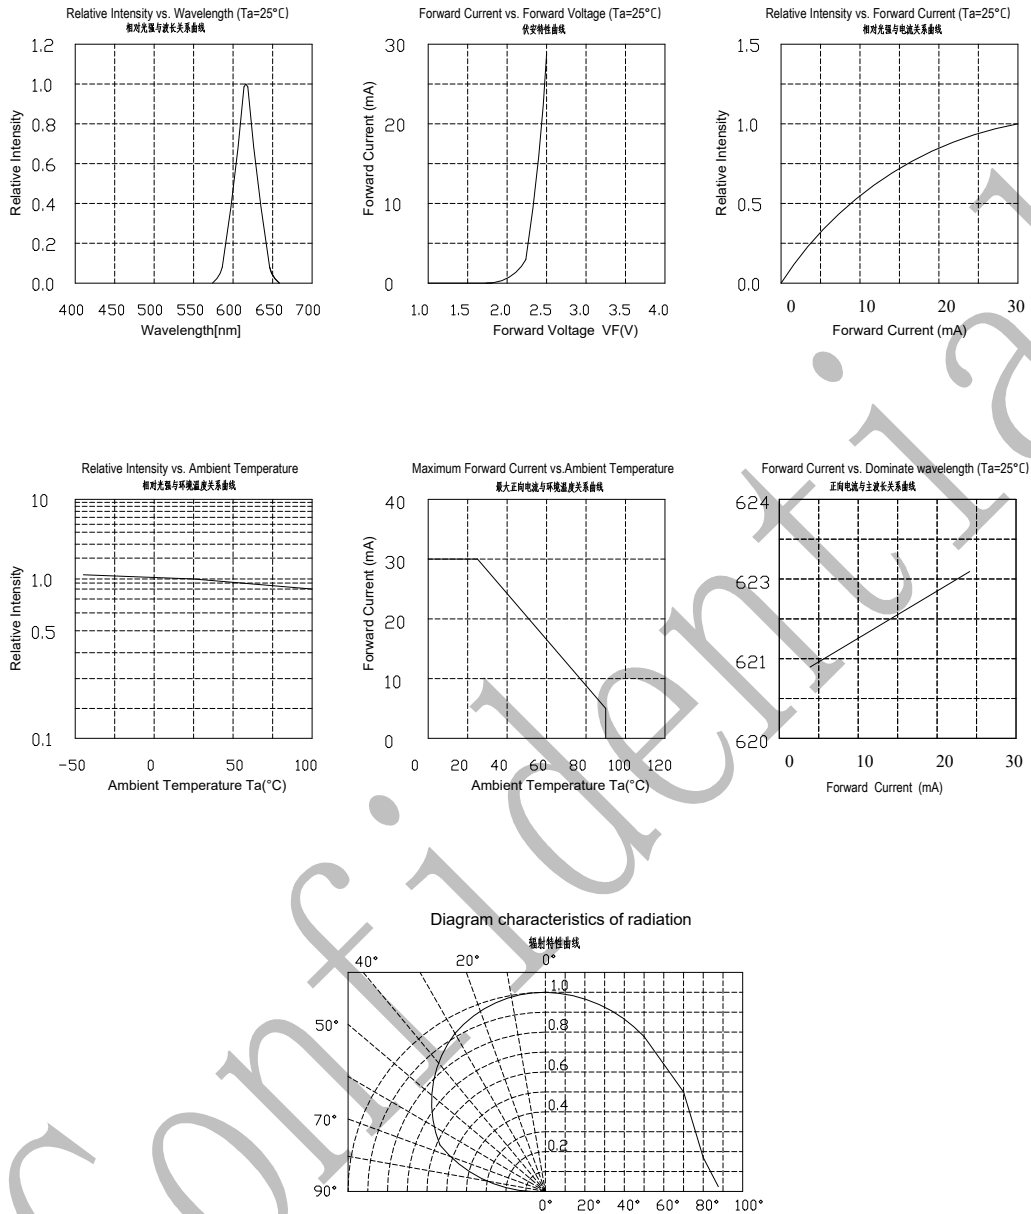 Relative Intensity vs. Wavelength (Ta=25°C)
相对光强与波长关系曲线
Relative Intensity
1.2
1.0
0.8
0.6
0.4
0.2
0.0
400 450 500 550 600 650 700
Wavelength[nm]
Forward Current vs. Forward Voltage (Ta=25°C)
伏安特性曲线
Forward Current (mA)
30
20
10
0
1.0 1.5 2.0 2.5 3.0 3.5 4.0
Forward Voltage VF(V)
Relative Intensity vs. Forward Current (Ta=25°C)
相对光强与电流关系曲线
Relative Intensity
1.5
1.0
0.5
0.0
0 10 20 30
Forward Current (mA)
Relative Intensity vs. Ambient Temperature
相对光强与环境温度关系曲线
Relative Intensity
10
1.0
0.5
0.1
-50 0 50 100
Ambient Temperature Ta(°C)
Maximum Forward Current vs.Ambient Temperature
最大正向电流与环境温度关系曲线
Forward Current (mA)
40
30
20
10
0
0 20 40 60 80 100 120
Ambient Temperature Ta(°C)
Forward Current vs. Dominate wavelength (Ta=25°C)
正向电流与主波长关系曲线
624
623
621
620
0 10 20 30
Forward Current (mA)
Diagram characteristics of radiation
辐射特性曲线
40° 20° 0°
50°
70°
90°
1.0
0.8
0.6
0.4
0.2
0° 20° 40° 60° 80° 100°
Confidential